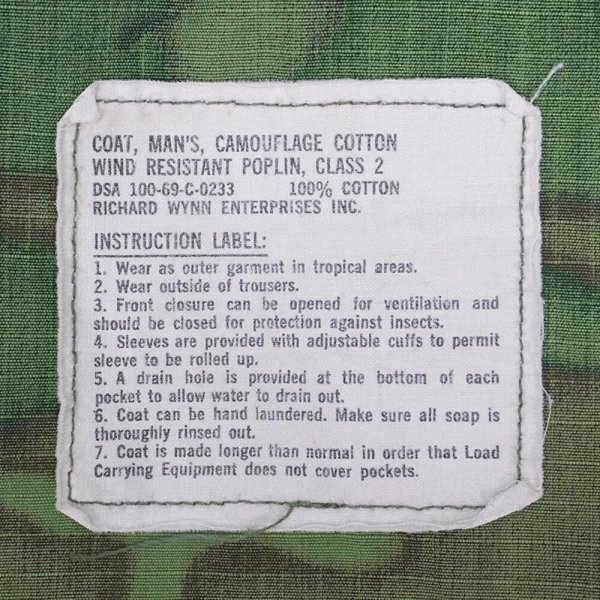 COAT, MAN'S, CAMOUFLAGE COTTON
WIND RESISTANT POPLIN, CLASS 2
DSA 100-69-C-0233 100% COTTON
RICHARD WYNN ENTERPRISES INC.
INSTRUCTION LABEL:
1. Wear as outer garment in tropical areas.
2. Wear outside of trousers.
3. Front closure can be opened for ventilation and
should be closed for protection against insects.
4. Sleeves are provided with adjustable cuffs to permit
sleeve to be rolled up.
5. A drain hole is provided at the bottom of each
pocket to allow water to drain out.
6. Coat can be hand laundered. Make sure all soap is
thoroughly rinsed out.
7. Coat is made longer than normal in order that Load
Carrying Equipment does not cover pockets.